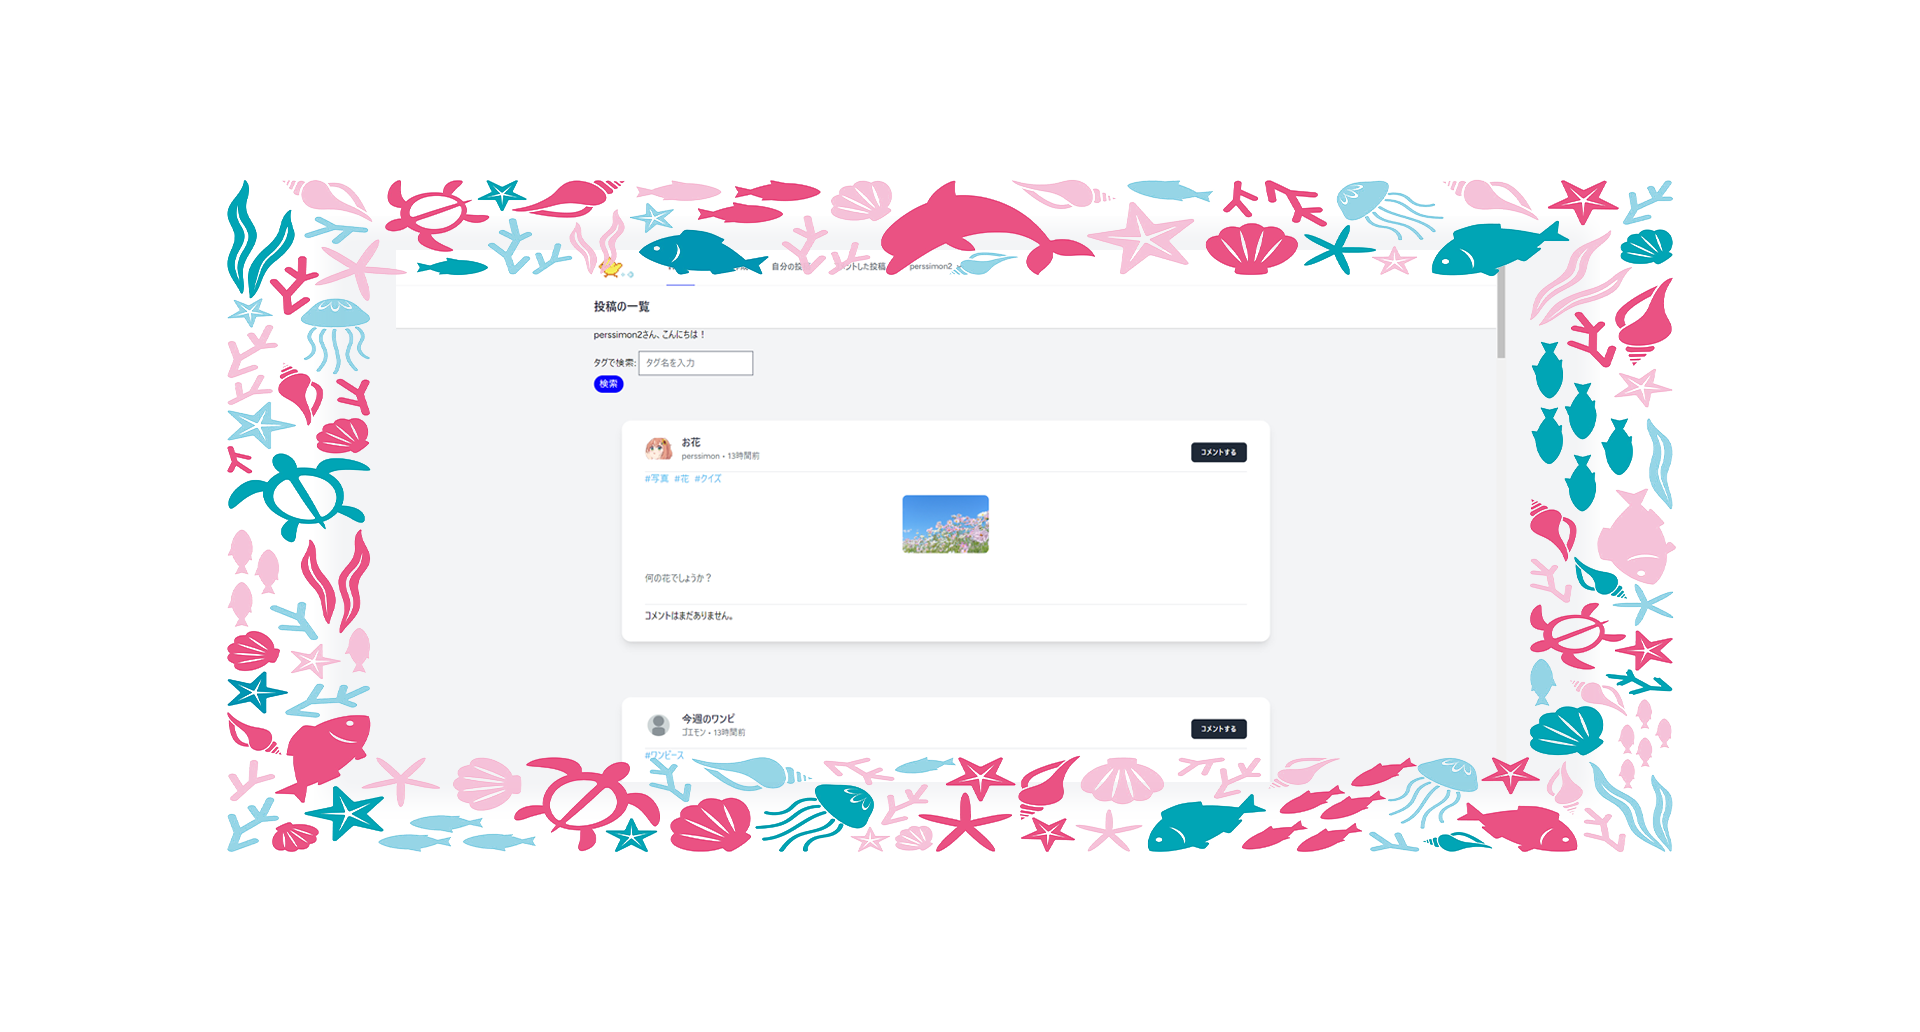 自分の投
ントした投稿
perssimon2
投稿の一覧
perssimon2さん、こんにちは！
タグで検索: タグ名を入力
検索
お花
perssimon • 13時間前
コメントする
#写真 #花 #クイズ
何の花でしょうか？
コメントはまだありません。
今週のワンピ
ゴエモン • 13時間前
コメントする
#ワンピース